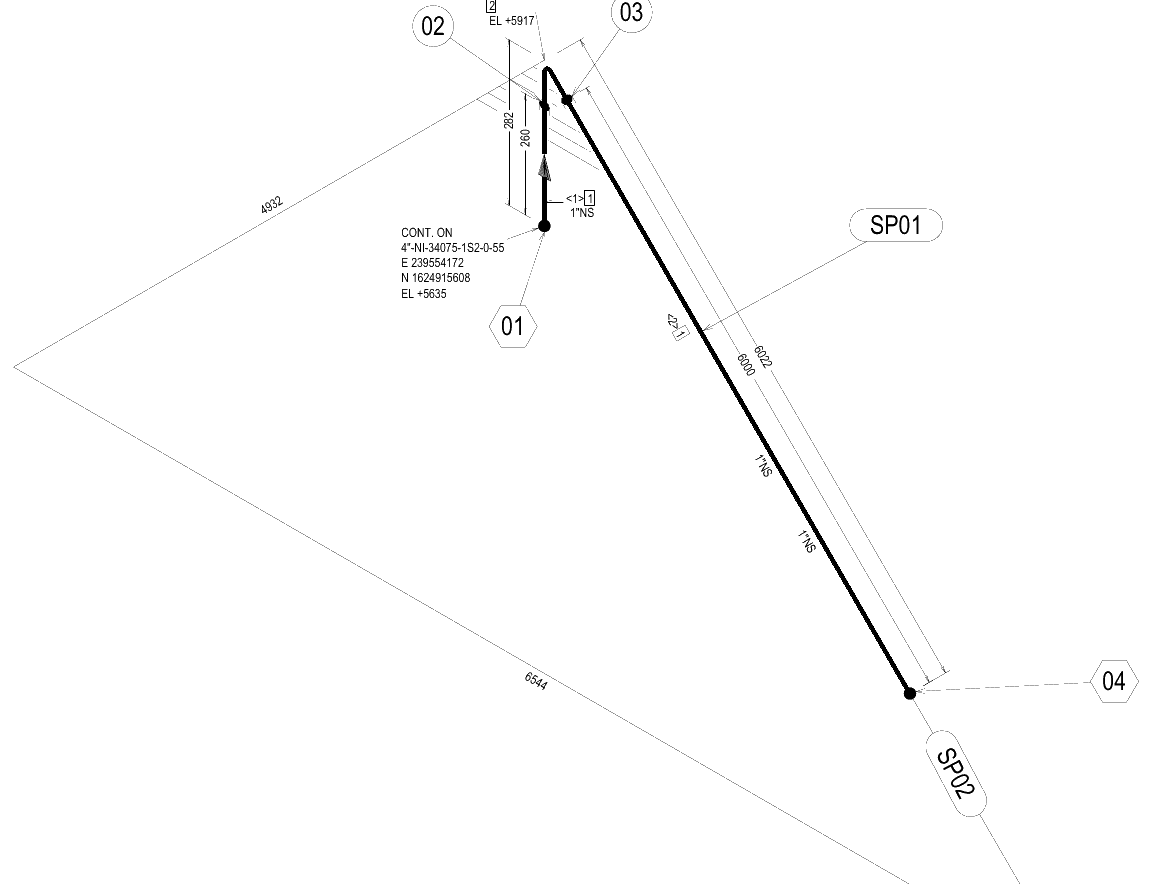 2
EL +5917
02
03
282
260
4932
<1> 1
1"NS
SP01
CONT. ON
4"-NI-34075-1S2-0-55
E 239554172
N 1624915608
EL +5635
01
<2> 1
6000
6022
1"NS
1"NS
6544
04
SP02